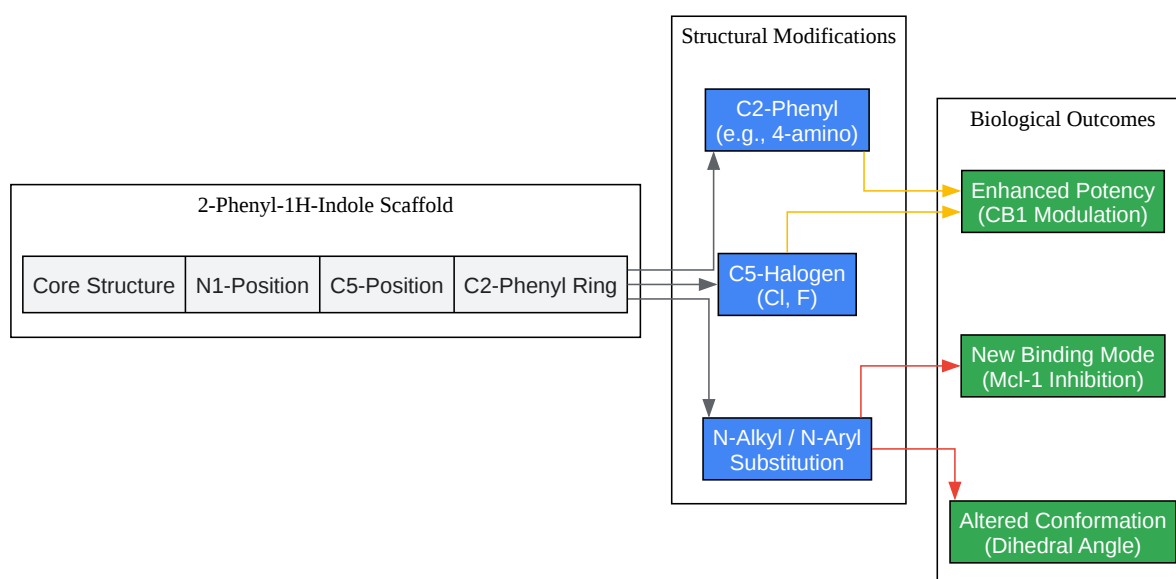 2-Phenyl-1H-Indole Scaffold
Core Structure
N1-Position
C5-Position
C2-Phenyl Ring
Structural Modifications
C2-Phenyl
(e.g., 4-amino)
C5-Halogen
(Cl, F)
N-Alkyl / N-Aryl
Substitution
Biological Outcomes
Enhanced Potency
(CB1 Modulation)
New Binding Mode
(Mcl-1 Inhibition)
Altered Conformation
(Dihedral Angle)